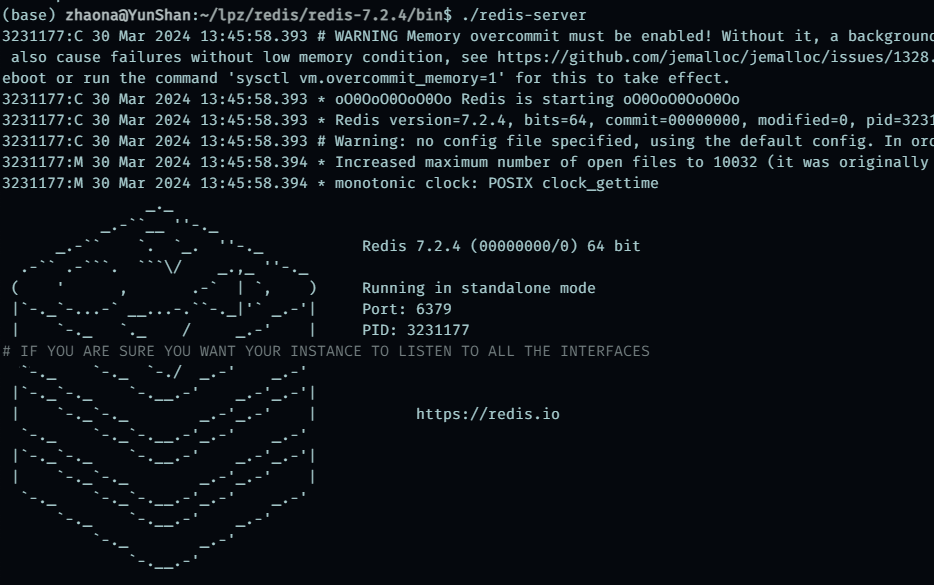 (base) zhaona@YunShan:~/lpz/redis/redis-7.2.4/bin$ ./redis-server
3231177:C 30 Mar 2024 13:45:58.393 # WARNING Memory overcommit must be enabled! Without it, a background
also cause failures without low memory condition, see https://github.com/jemalloc/jemalloc/issues/1328.
eboot or run the command 'sysctl vm.overcommit_memory=1' for this to take effect.
3231177:C 30 Mar 2024 13:45:58.393 * oO0OoO0OoO0Oo Redis is starting oO0OoO0OoO0Oo
3231177:C 30 Mar 2024 13:45:58.393 * Redis version=7.2.4, bits=64, commit=00000000, modified=0, pid=3231
3231177:C 30 Mar 2024 13:45:58.393 # Warning: no config file specified, using the default config. In ord
3231177:M 30 Mar 2024 13:45:58.394 * Increased maximum number of open files to 10032 (it was originally
3231177:M 30 Mar 2024 13:45:58.394 * monotonic clock: POSIX clock_gettime
Redis 7.2.4 (00000000/0) 64 bit
Running in standalone mode
Port: 6379
PID: 3231177
# IF YOU ARE SURE YOU WANT YOUR INSTANCE TO LISTEN TO ALL THE INTERFACES
https://redis.io